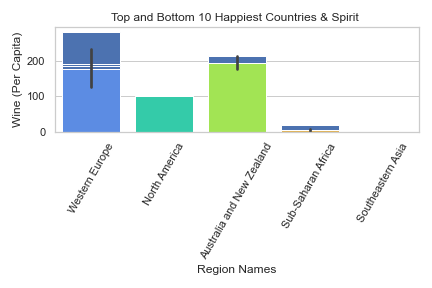 Top and Bottom 10 Happiest Countries & Spirit
Wine (Per Capita)
200
100
0
Western Europe
North America
Australia and New Zealand
Sub-Saharan Africa
Southeastern Asia
Region Names